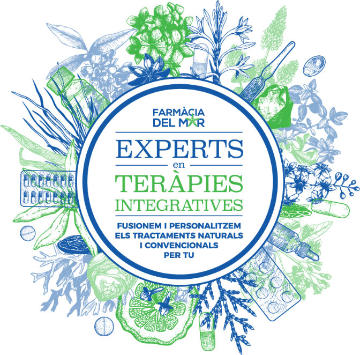 FARMÀCIA
DEL MAR
EXPERTS
en
TERÀPIES
INTEGRATIVES
FUSIONEM I PERSONALITZEM
ELS TRACTAMENTS NATURALS
I CONVENCIONALS
PER TU